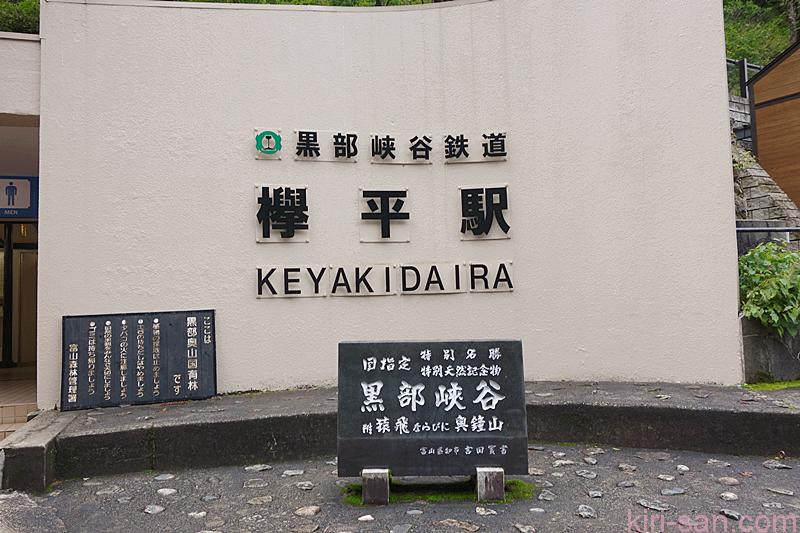 黒部峡谷鉄道
欅平駅
KEYAKIDAIRA
MEN
ここは
黒部奥山国有林
です
富山森林管理署
国指定 特別名勝
特別天然記念物
黒部峡谷
附 猿飛ならびに奥鐘山
富山県知事 吉田實書
kiri-san.com